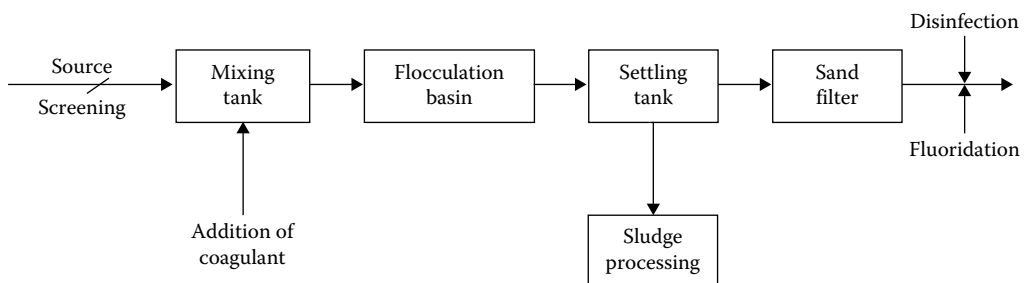 Source
Screening
Mixing
tank
Addition of
coagulant
Flocculation
basin
Settling
tank
Sludge
processing
Sand
filter
Disinfection
Fluoridation